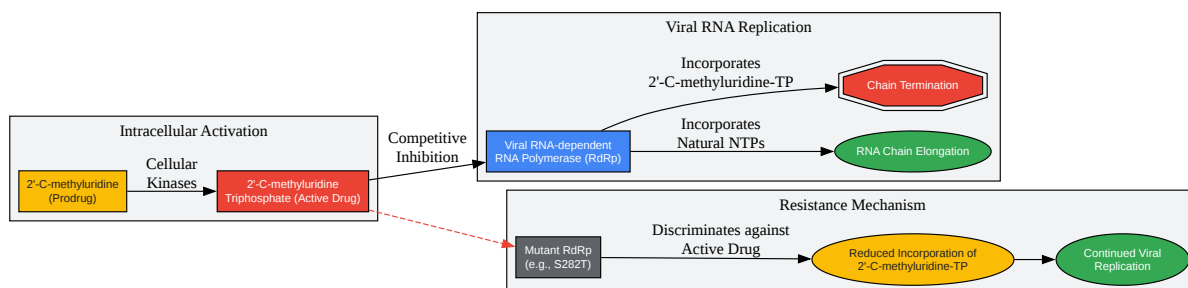 Viral RNA Replication
Incorporates
2'-C-methyluridine-TP
Chain Termination
Intracellular Activation
Competitive
Inhibition
Incorporates
Natural NTPs
Viral RNA-dependent
RNA Polymerase (RdRp)
RNA Chain Elongation
Cellular
Kinases
2'-C-methyluridine
(Prodrug)
2'-C-methyluridine
Triphosphate (Active Drug)
Resistance Mechanism
Discriminates against
Active Drug
Mutant RdRp
(e.g., S282T)
Reduced Incorporation of
2'-C-methyluridine-TP
Continued Viral
Replication